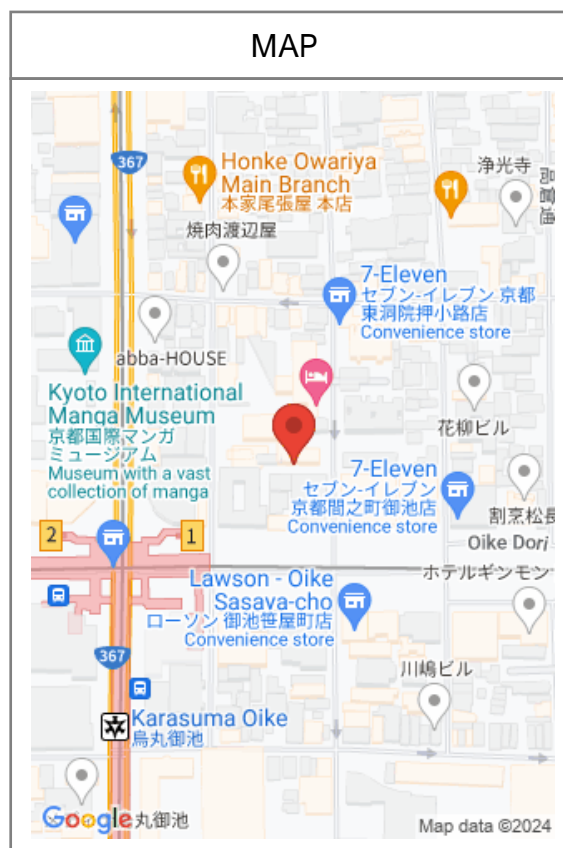 MAP
367
Honke Owariya
Main Branch
本家尾張屋 本店
浄光寺
高倉通
焼肉渡辺屋
7-Eleven
セブン-イレブン 京都
東洞院押小路店
Convenience store
abba-HOUSE
Kyoto International
Manga Museum
京都国際マンガ
ミュージアム
Museum with a vast
collection of manga
花柳ビル
7-Eleven
セブン-イレブン
京都間之町御池店
Convenience store
割烹松長
2
1
Oike Dori
ホテルギンモン
Lawson - Oike
Sasaya-cho
ローソン 御池笹屋町店
Convenience store
367
川嶋ビル
Karasuma Oike
烏丸御池
Google
丸御池
Map data ©2024